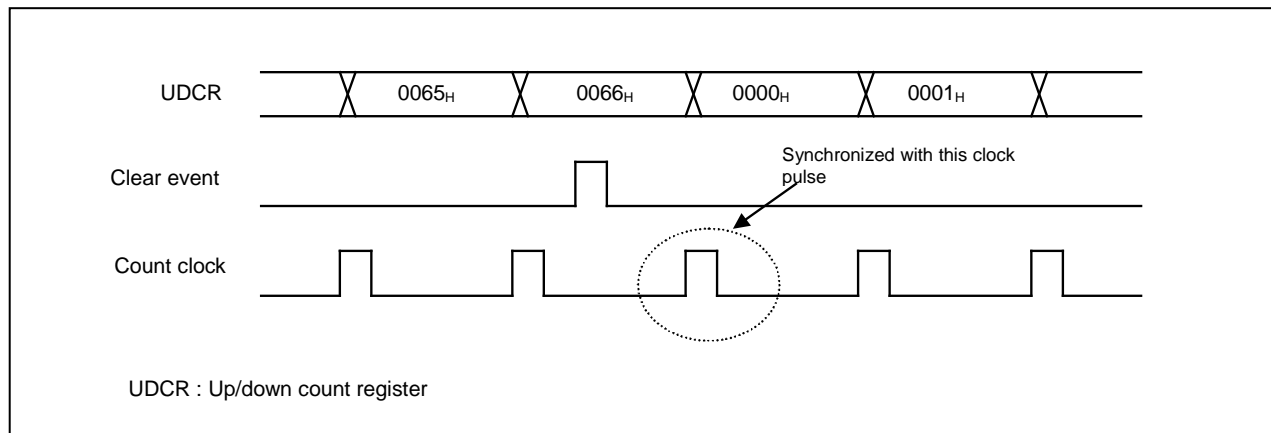 UDCR 0065H 0066H 0000H 0001H
Synchronized with this clock
pulse
Clear event
Count clock
UDCR : Up/down count register